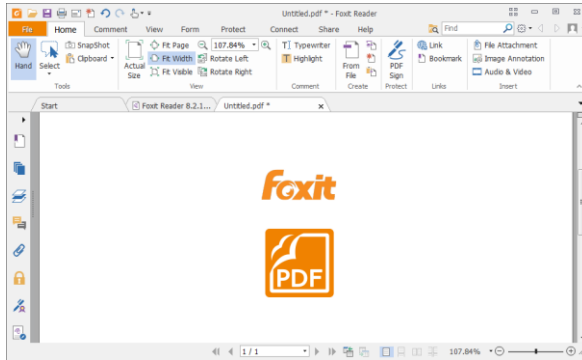 Untitled.pdf * - Foxit Reader
File Home Comment View Form Protect Connect Share Help Find
Hand
Select
SnapShot
Clipboard
Actual Size
Fit Page
Fit Width
Fit Visible
107.84%
Rotate Left
Rotate Right
Typewriter
Highlight
From File
PDF Sign
Link
Bookmark
File Attachment
Image Annotation
Audio & Video
Tools View Comment Create Protect Links Insert
Start Foxit Reader 8.2.1... Untitled.pdf *
Foxit
PDF
1 / 1 107.84%